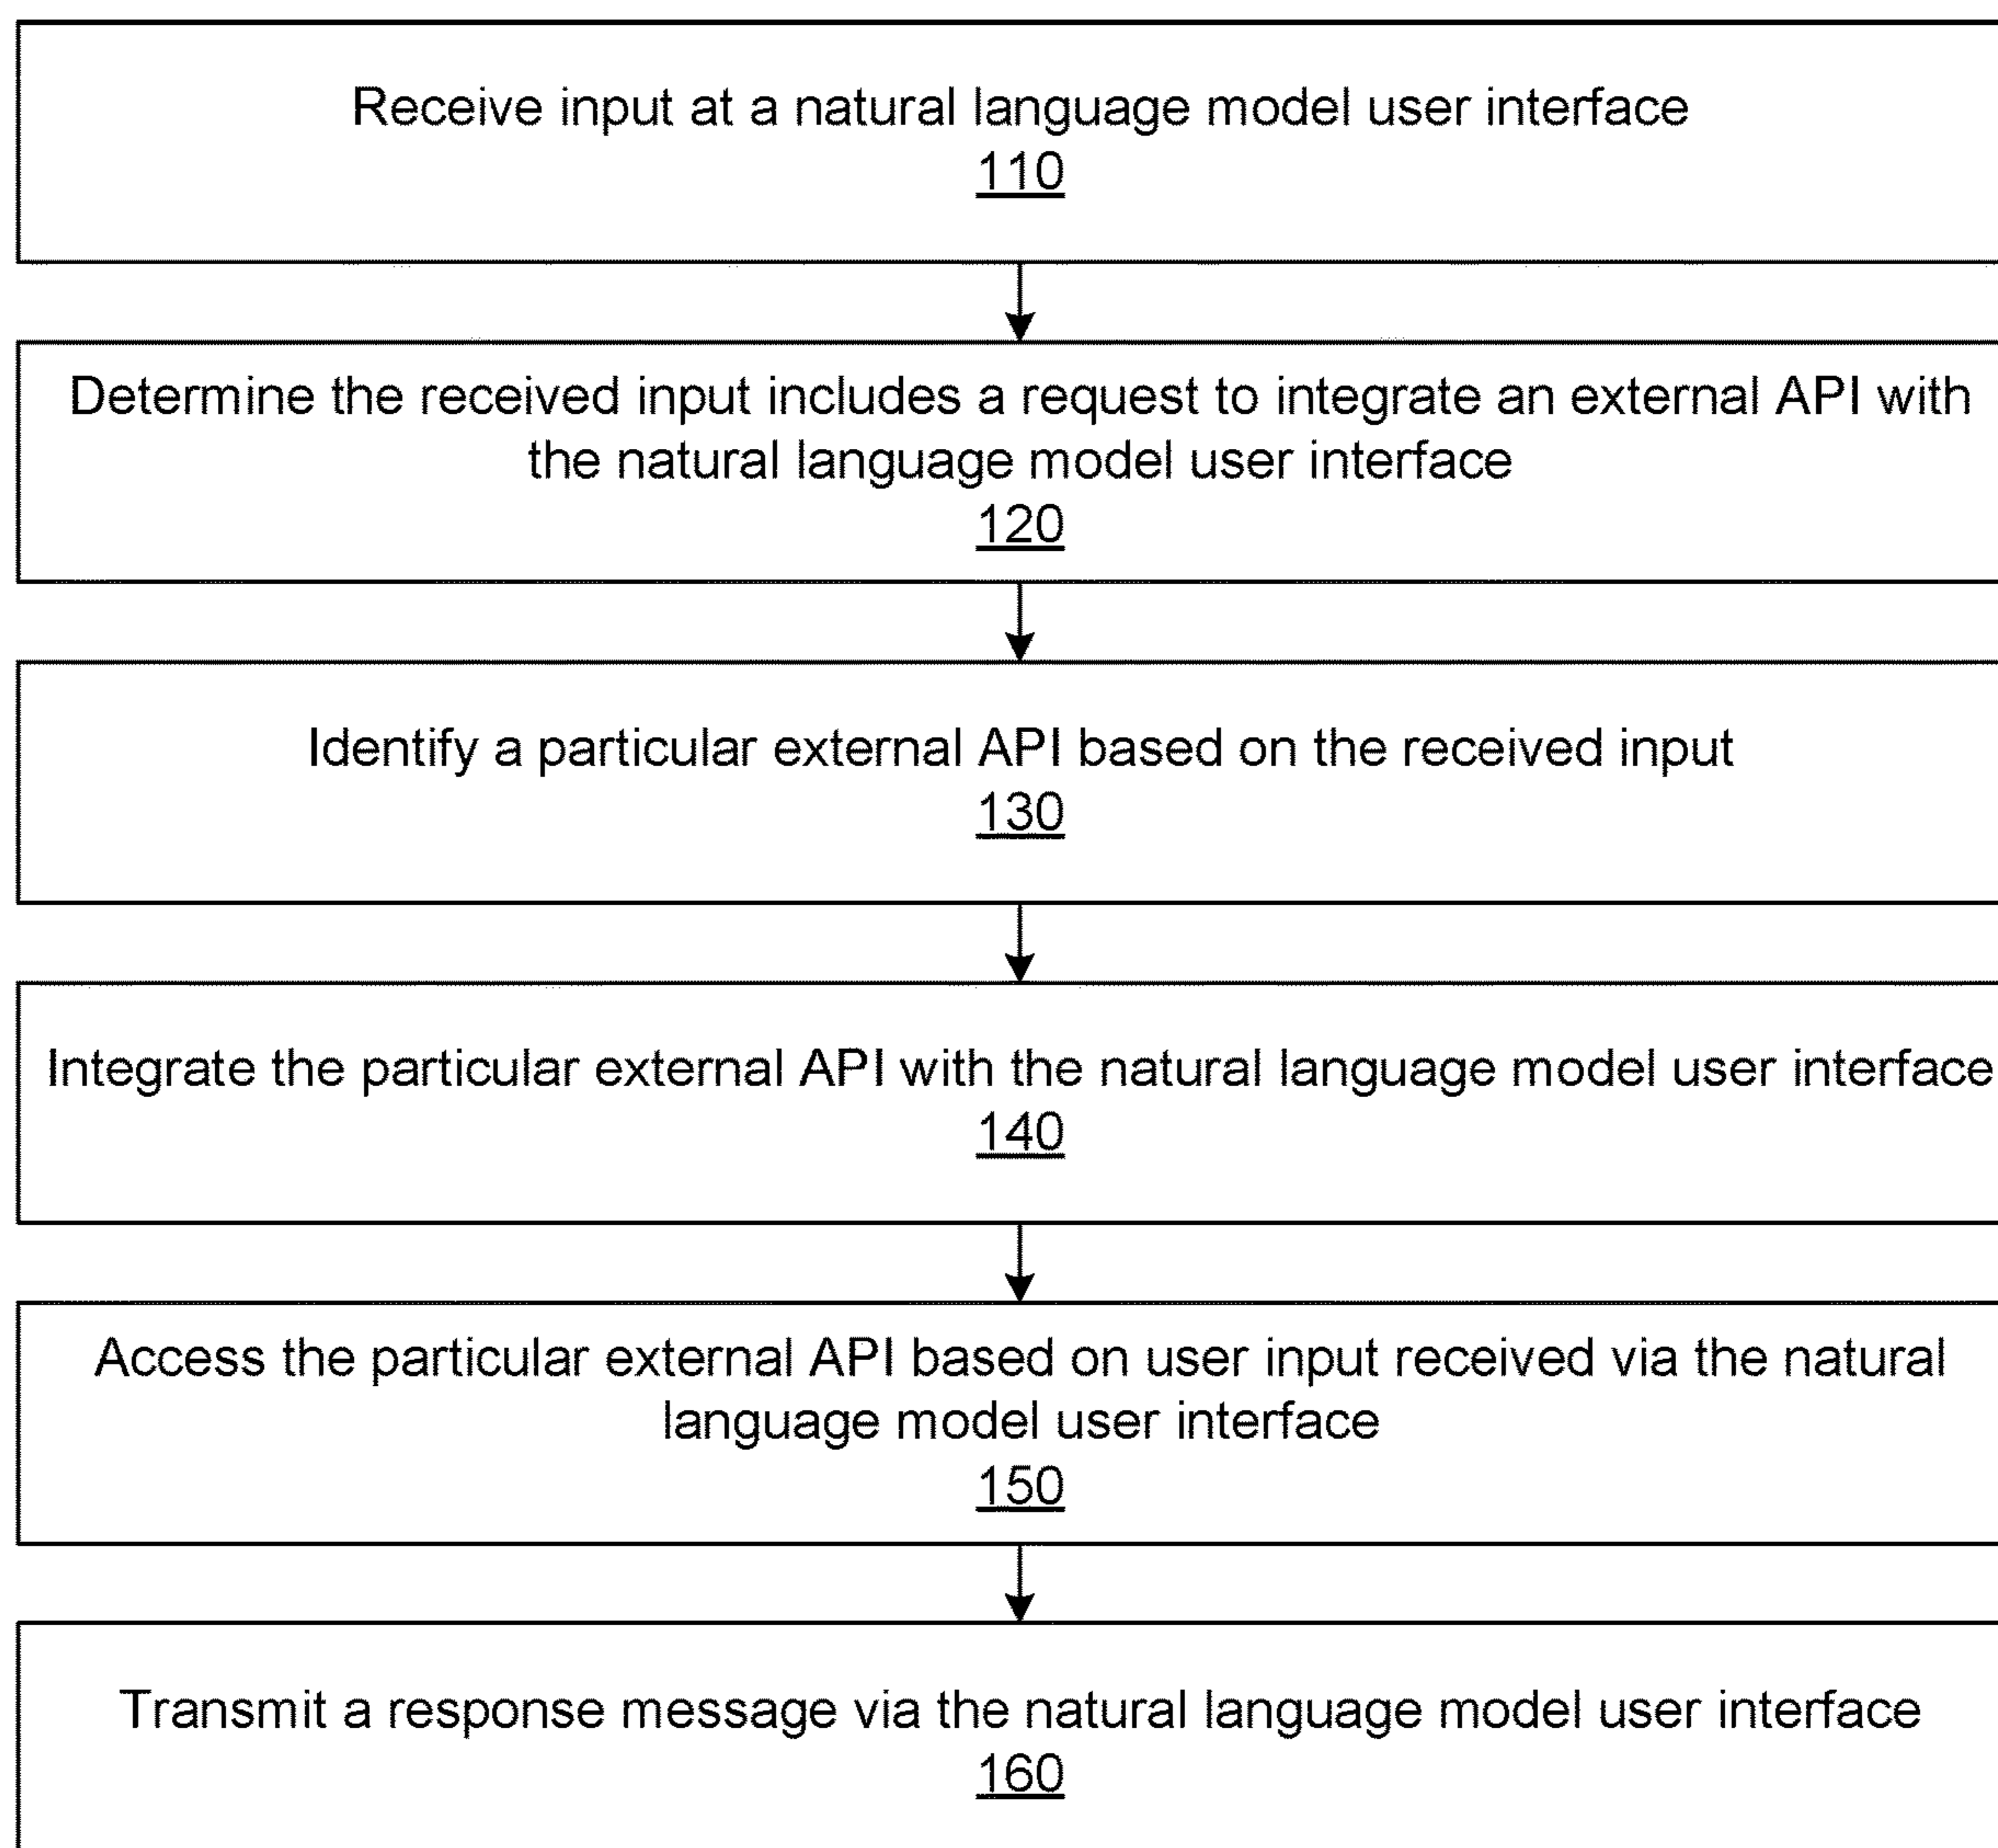 Receive input at a natural language model user interface
110
Determine the received input includes a request to integrate an external API with
the natural language model user interface
120
Identify a particular external API based on the received input
130
Integrate the particular external API with the natural language model user interface
140
Access the particular external API based on user input received via the natural
language model user interface
150
Transmit a response message via the natural language model user interface
160